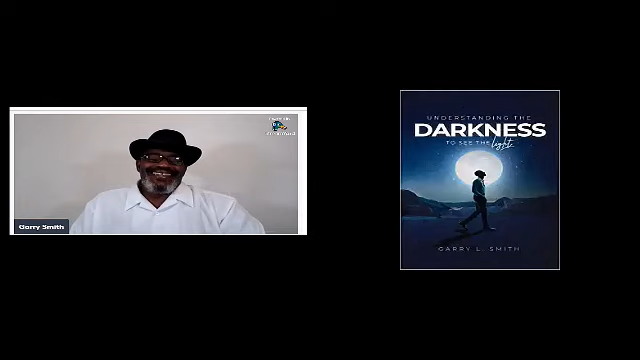 Garry Smith
UNDERSTANDING THE
DARKNESS
TO SEE THE light
GARRY L. SMITH